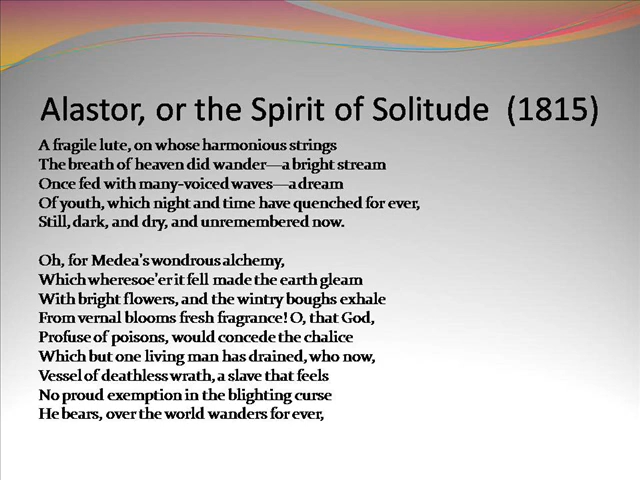 Alastor, or the Spirit of Solitude (1815)
A fragile lute, on whose harmonious strings
The breath of heaven did wander—a bright stream
Once fed with many-voiced waves—a dream
Of youth, which night and time have quenched for ever,
Still, dark, and dry, and unremembered now.
Oh, for Medea's wondrous alchemy,
Which wheresoe'er it fell made the earth gleam
With bright flowers, and the wintry boughs exhale
From vernal blooms fresh fragrance! O, that God,
Profuse of poisons, would concede the chalice
Which but one living man has drained, who now,
Vessel of deathless wrath, a slave that feels
No proud exemption in the blighting curse
He bears, over the world wanders for ever,